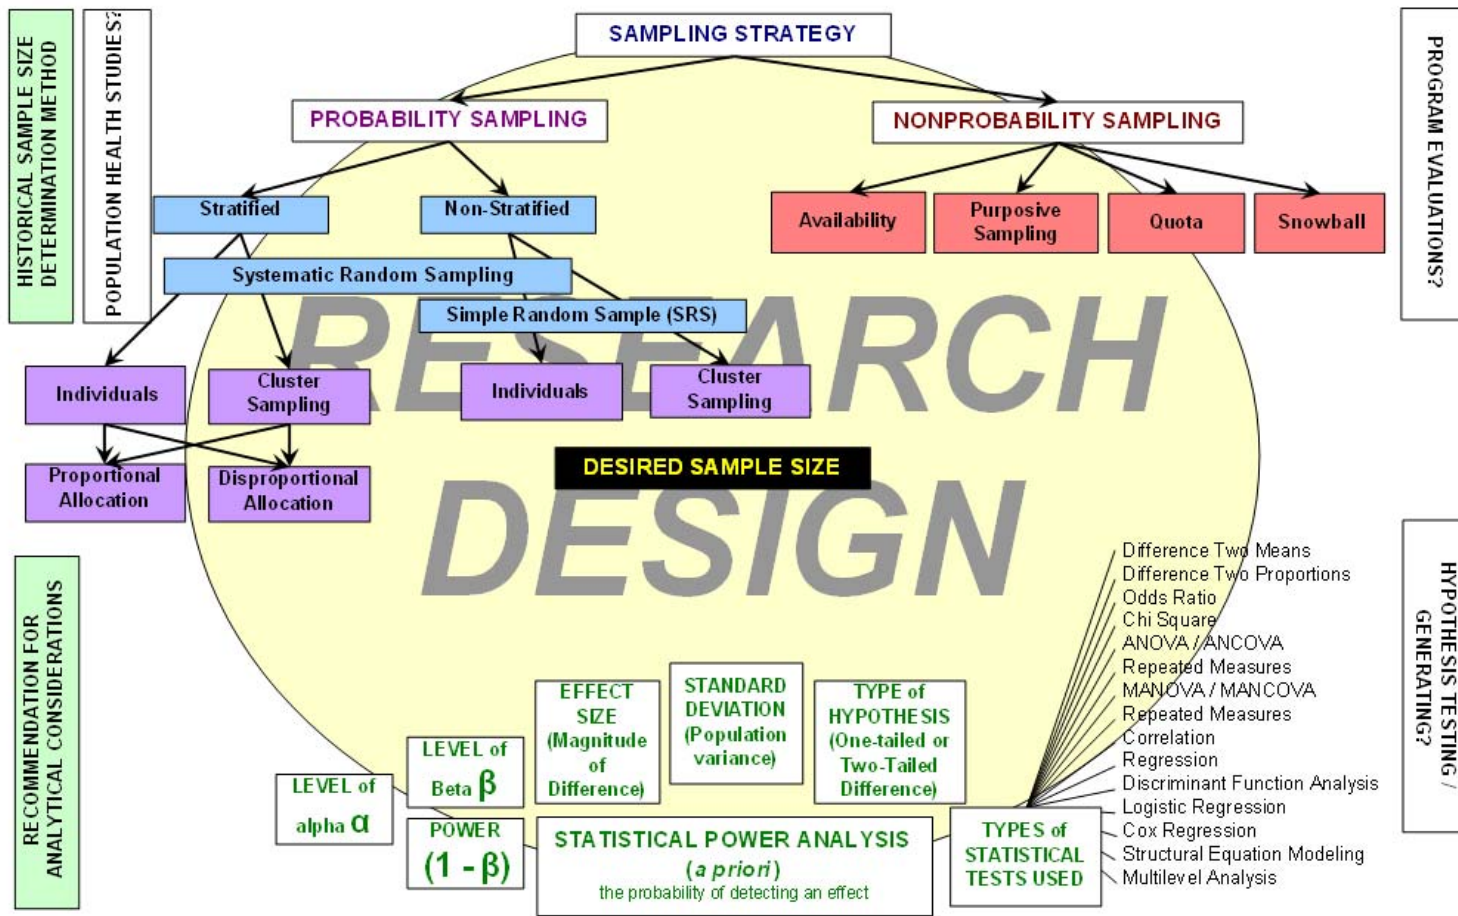 SAMPLING STRATEGY
HISTORICAL SAMPLE SIZE
DETERMINATION METHOD
POPULATION HEALTH STUDIES?
PROGRAM EVALUATIONS?
PROBABILITY SAMPLING
NONPROBABILITY SAMPLING
Stratified
Non-Stratified
Availability
Purposive
Sampling
Quota
Snowball
Systematic Random Sampling
Simple Random Sample (SRS)
RESEARCH
DESIGN
Individuals
Cluster
Sampling
Individuals
Cluster
Sampling
Proportional
Allocation
Disproportional
Allocation
DESIRED SAMPLE SIZE
RECOMMENDATION FOR
ANALYTICAL CONSIDERATIONS
HYPOTHESIS TESTING /
GENERATING?
LEVEL of
alpha α
LEVEL of
Beta β
POWER
(1 - β)
EFFECT
SIZE
(Magnitude
of
Difference)
STANDARD
DEVIATION
(Population
variance)
TYPE of
HYPOTHESIS
(One-tailed or
Two-Tailed
Difference)
STATISTICAL POWER ANALYSIS
(a priori)
the probability of detecting an effect
TYPES of
STATISTICAL
TESTS USED
Difference Two Means
Difference Two Proportions
Odds Ratio
Chi Square
ANOVA / ANCOVA
Repeated Measures
MANOVA / MANCOVA
Repeated Measures
Correlation
Regression
Discriminant Function Analysis
Logistic Regression
Cox Regression
Structural Equation Modeling
Multilevel Analysis